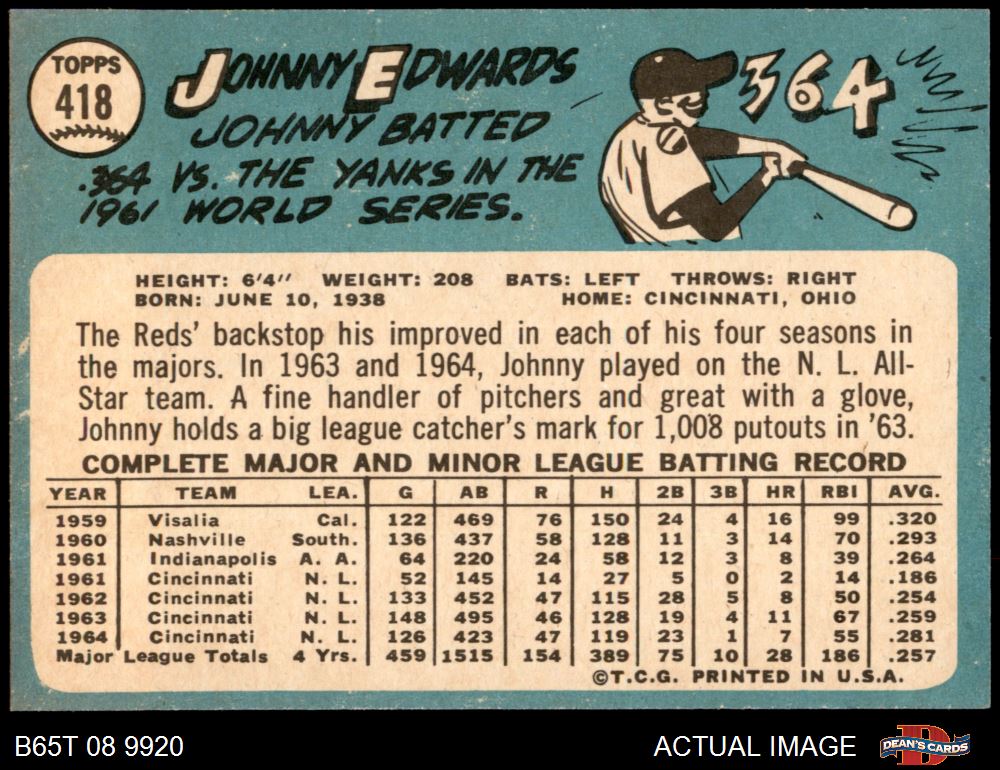 TOPPS
418
JOHNNY EDWARDS
JOHNNY BATTED
.364 VS. THE YANKS IN THE
1961 WORLD SERIES.
364
HEIGHT: 6'4'' WEIGHT: 208 BATS: LEFT THROWS: RIGHT
BORN: JUNE 10, 1938 HOME: CINCINNATI, OHIO
The Reds' backstop his improved in each of his four seasons in
the majors. In 1963 and 1964, Johnny played on the N. L. All-
Star team. A fine handler of pitchers and great with a glove,
Johnny holds a big league catcher's mark for 1,008 putouts in '63.
COMPLETE MAJOR AND MINOR LEAGUE BATTING RECORD
YEAR TEAM LEA. G AB R H 2B 3B HR RBI AVG.
1959 Visalia Cal. 122 469 76 150 24 4 16 99 .320
1960 Nashville South. 136 437 58 128 11 3 14 70 .293
1961 Indianapolis A. A. 64 220 24 58 12 3 8 39 .264
1961 Cincinnati N. L. 52 145 14 27 5 0 2 14 .186
1962 Cincinnati N. L. 133 452 47 115 28 5 8 50 .254
1963 Cincinnati N. L. 148 495 46 128 19 4 11 67 .259
1964 Cincinnati N. L. 126 423 47 119 23 1 7 55 .281
Major League Totals 4 Yrs. 459 1515 154 389 75 10 28 186 .257
©T.C.G. PRINTED IN U.S.A.
B65T 08 9920 ACTUAL IMAGE DEAN'S CARDS